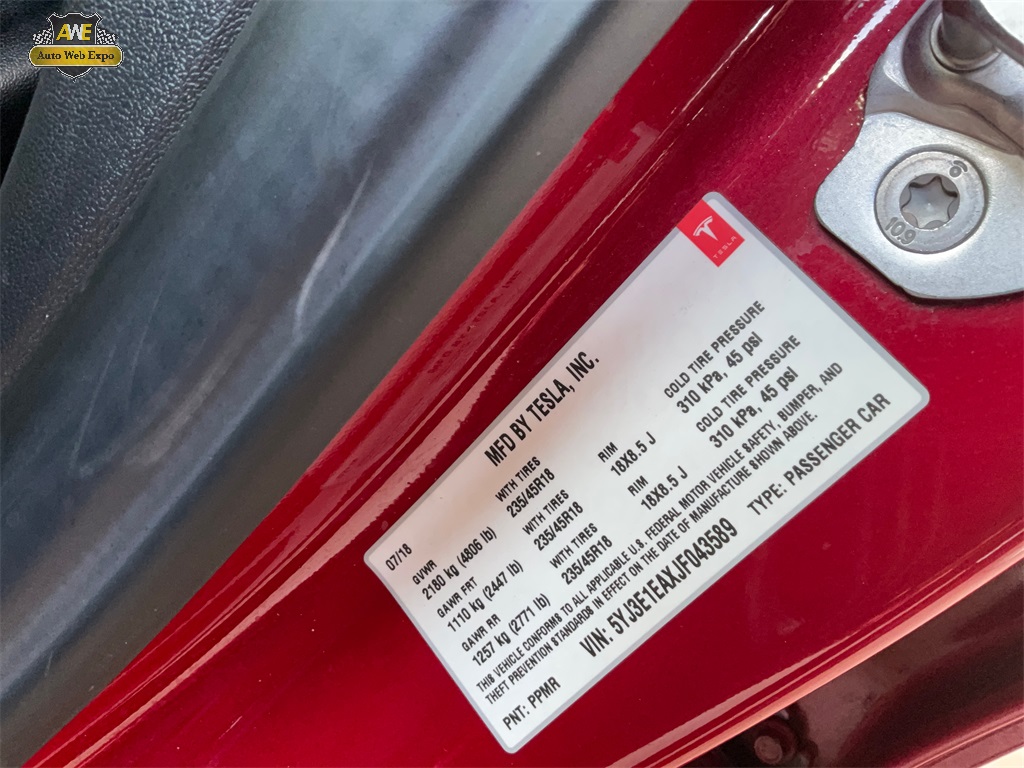 AWE
Auto Web Expo
109
TESLA
MFD BY TESLA, INC.
07/18
GVWR WITH TIRES RIM COLD TIRE PRESSURE
2180 kg (4806 lb) 235/45R18 18X8.5 J 310 kPa, 45 psi
GAWR FRT WITH TIRES RIM COLD TIRE PRESSURE
1110 kg (2447 lb) 235/45R18 18X8.5 J 310 kPa, 45 psi
GAWR RR WITH TIRES
1257 kg (2771 lb) 235/45R18
THIS VEHICLE CONFORMS TO ALL APPLICABLE U.S. FEDERAL MOTOR VEHICLE SAFETY, BUMPER, AND
THEFT PREVENTION STANDARDS IN EFFECT ON THE DATE OF MANUFACTURE SHOWN ABOVE.
VIN: 5YJ3E1EAXJF043589 TYPE: PASSENGER CAR
PNT: PPMR